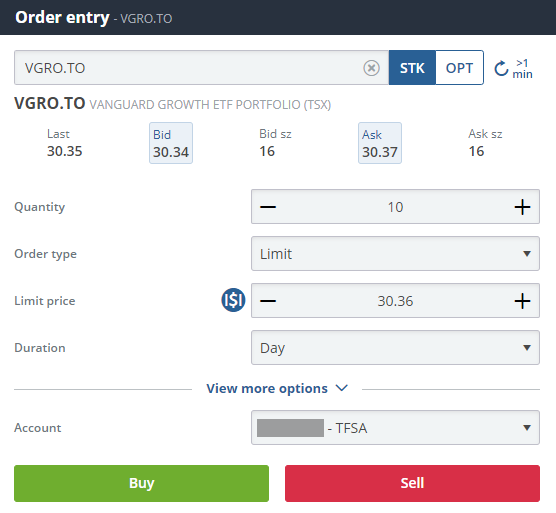 Order entry - VGRO.TO
VGRO.TO STK OPT >1 min
VGRO.TO VANGUARD GROWTH ETF PORTFOLIO (TSX)
Last Bid Bid sz Ask Ask sz
30.35 30.34 16 30.37 16
Quantity 10
Order type Limit
Limit price |$| 30.36
Duration Day
View more options
Account - TFSA
Buy Sell